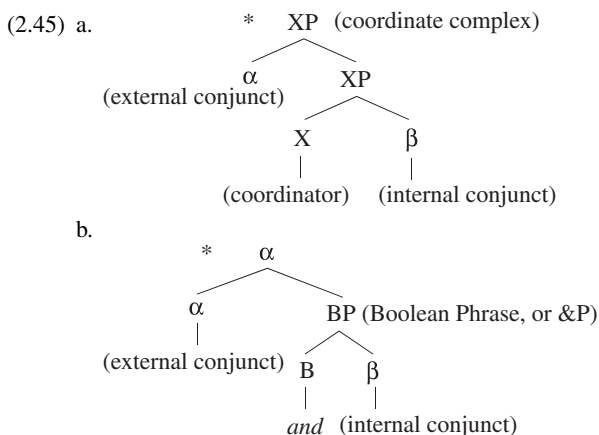 (2.45) a. * XP (coordinate complex)
α XP
(external conjunct)
X β
(coordinator) (internal conjunct)
b.
* α
α BP (Boolean Phrase, or &P)
(external conjunct) B β
and (internal conjunct)